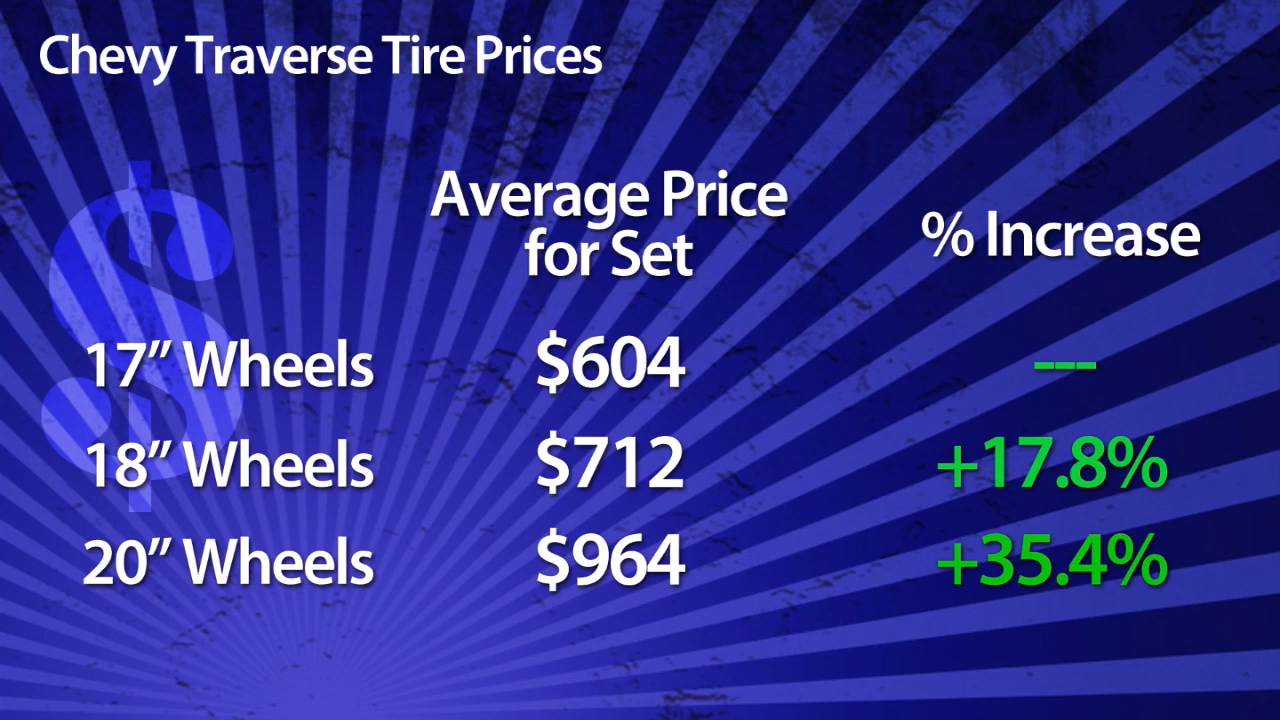 Chevy Traverse Tire Prices
Average Price
for Set
% Increase
17” Wheels $604 ---
18” Wheels $712 +17.8%
20” Wheels $964 +35.4%
$